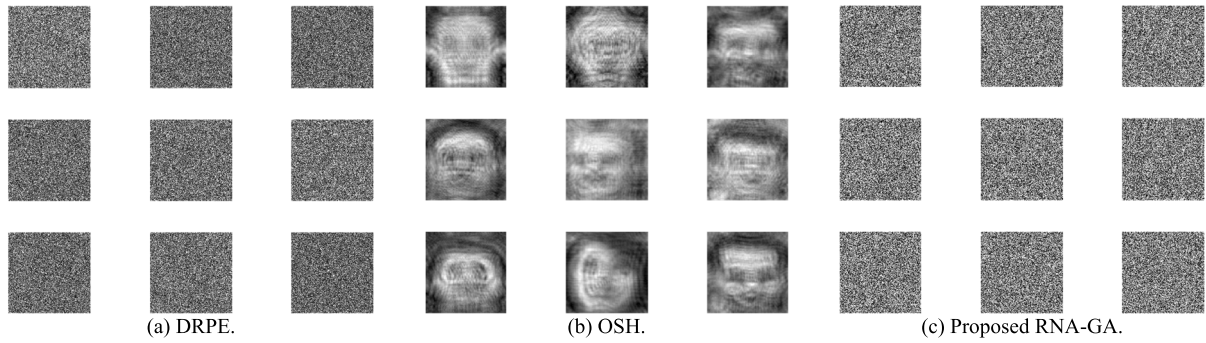 (a) DRPE.
(b) OSH.
(c) Proposed RNA-GA.